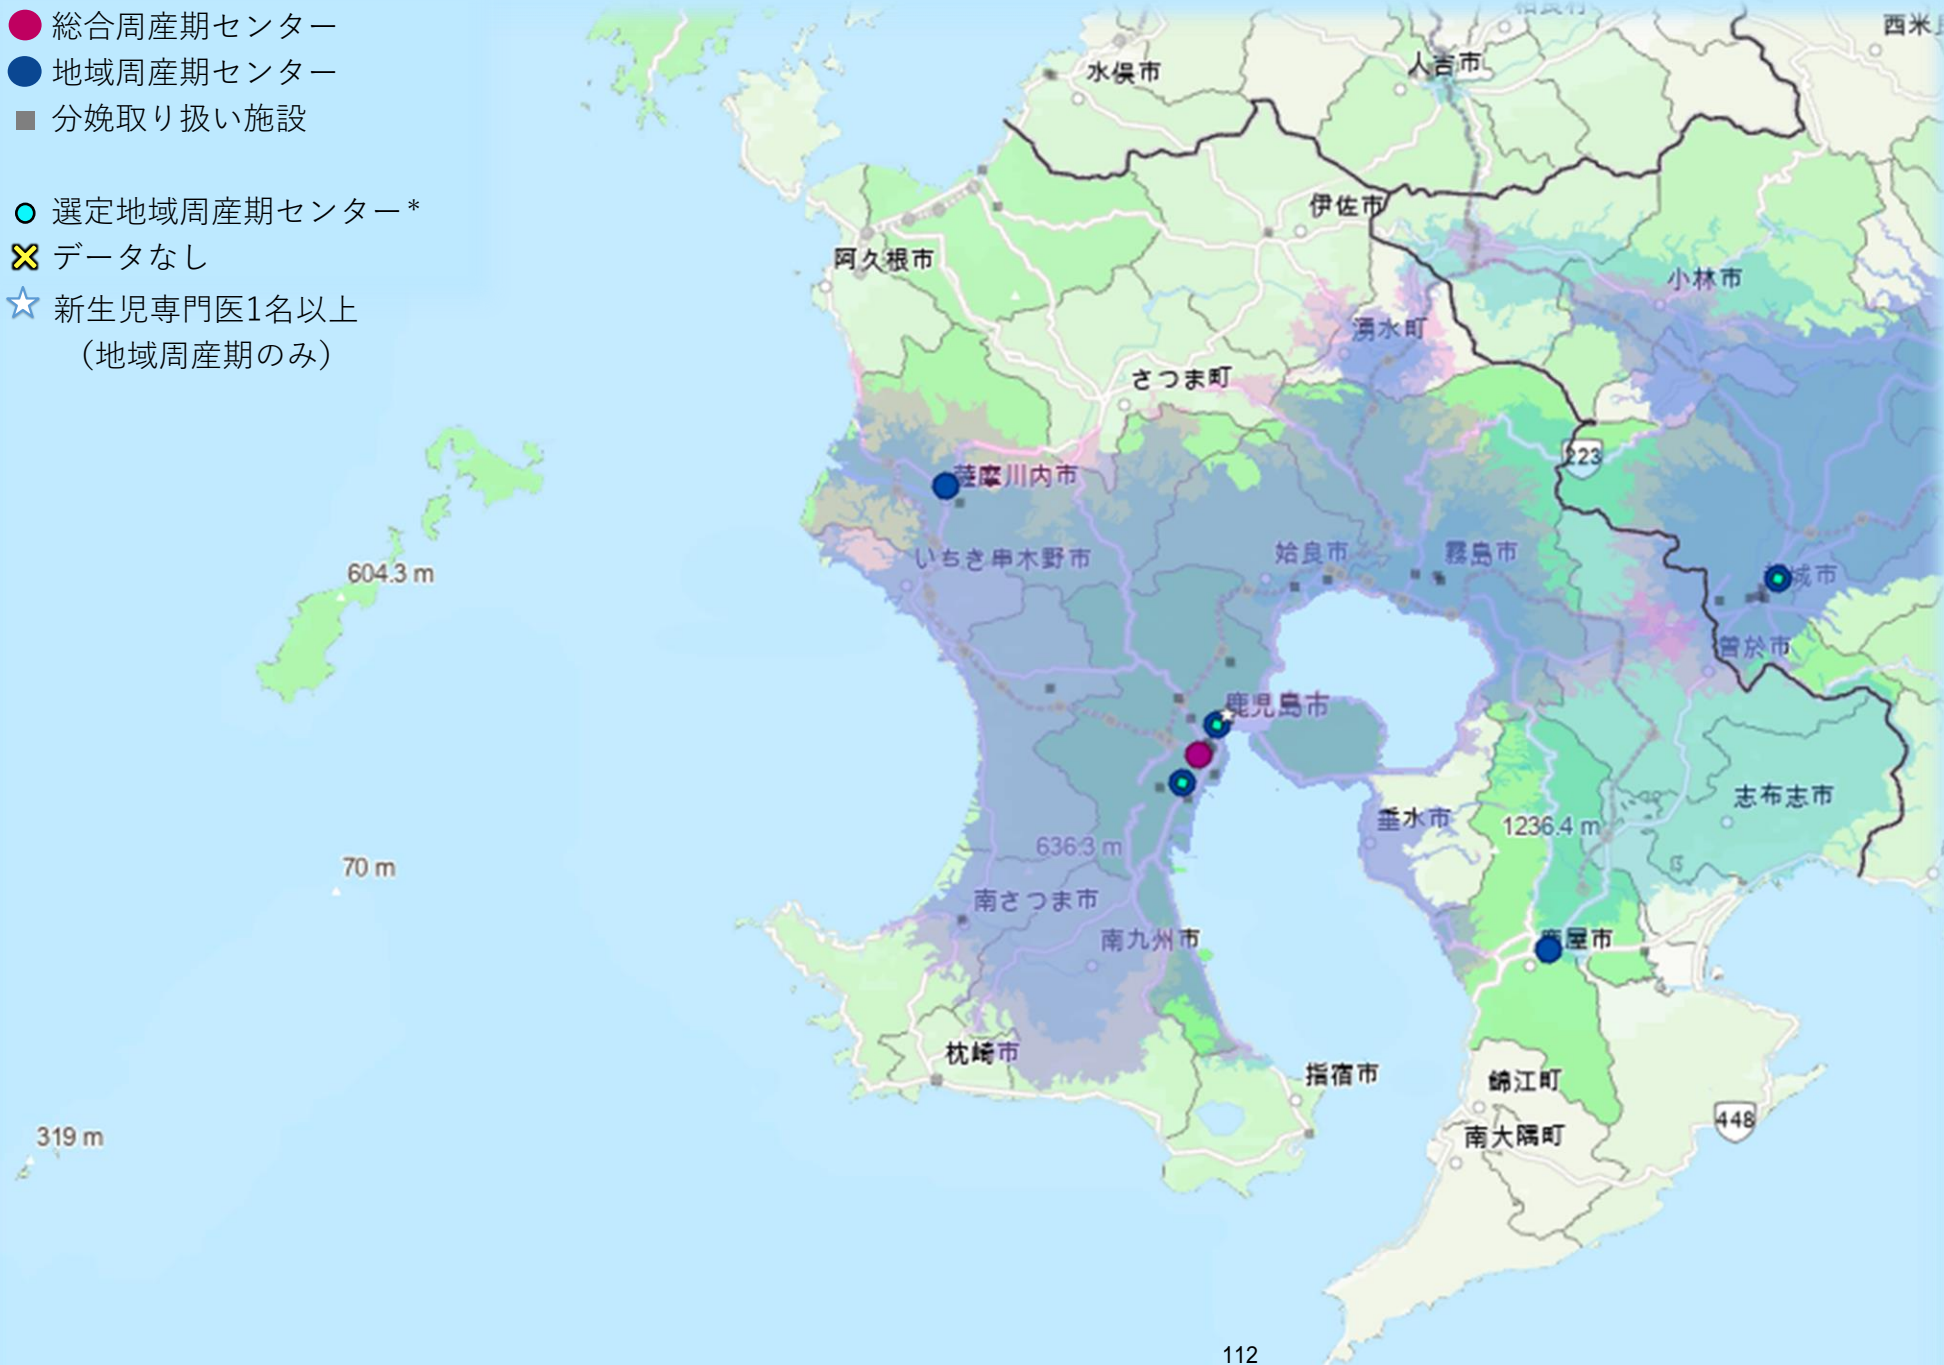 総合周産期センター
地域周産期センター
分娩取り扱い施設
選定地域周産期センター*
データなし
新生児専門医1名以上
（地域周産期のみ）
水俣市
人吉市
西米
伊佐市
阿久根市
小林市
湧水町
さつま町
223
薩摩川内市
いちき串木野市
姶良市
霧島市
城市
604.3 m
曽於市
鹿児島市
志布志市
垂水市
1236.4 m
636.3 m
70 m
南さつま市
南九州市
鹿屋市
枕崎市
指宿市
錦江町
448
南大隅町
319 m
112